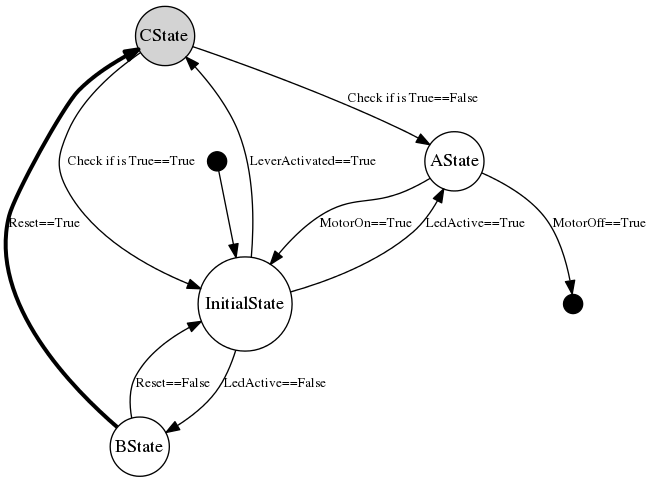 CState
Check if is True==False
Check if is True==True
LeverActivated==True
AState
Reset==True
MotorOn==True
LedActive==True
MotorOff==True
InitialState
Reset==False
LedActive==False
BState